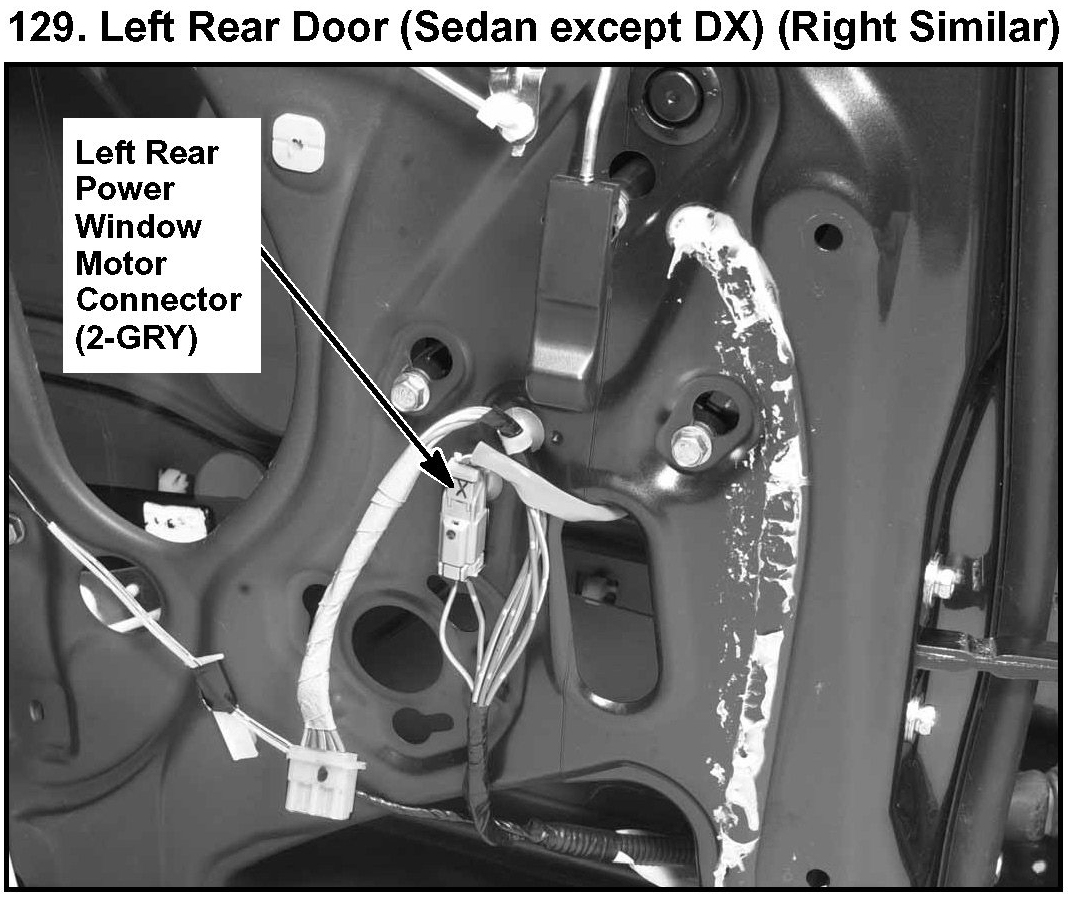 129. Left Rear Door (Sedan except DX) (Right Similar)
Left Rear
Power
Window
Motor
Connector
(2-GRY)
X